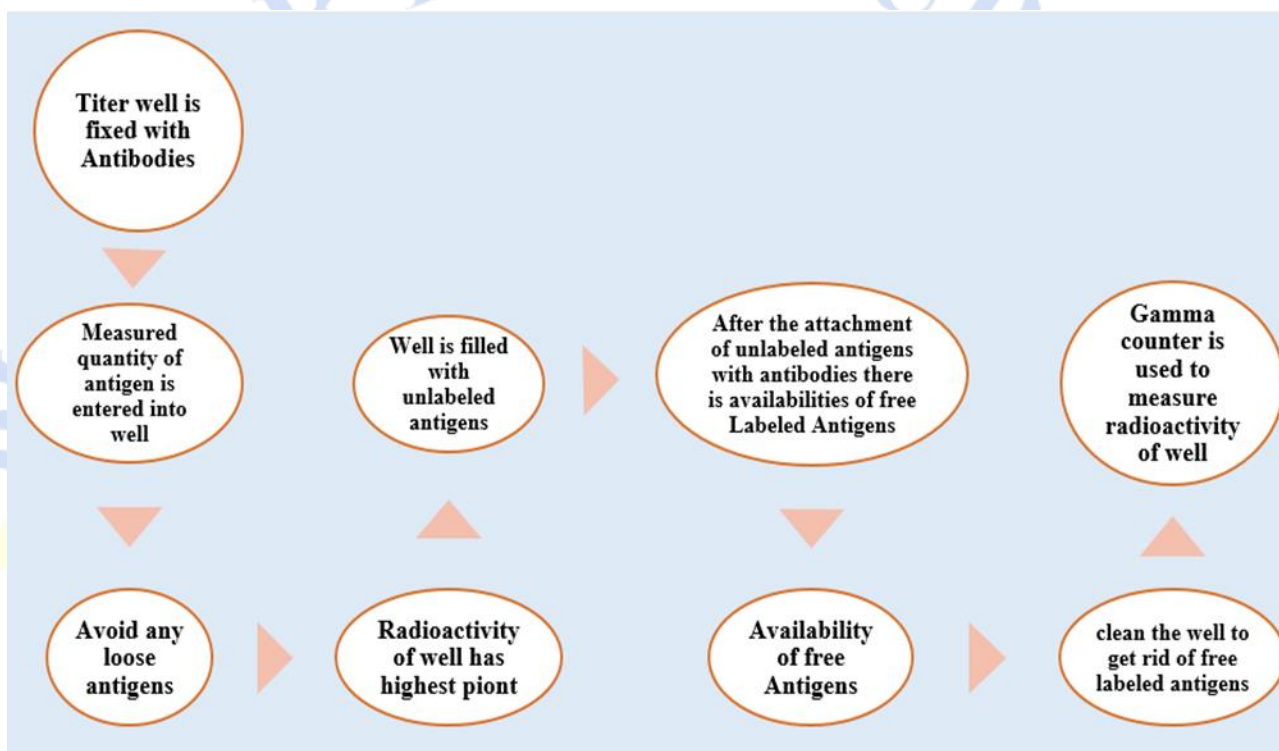 Titer well is
fixed with
Antibodies
Measured
quantity of
antigen is
entered into
well
Avoid any
loose
antigens
Radioactivity
of well has
highest piont
Well is filled
with
unlabeled
antigens
After the attachment
of unlabeled antigens
with antibodies there
is availabilities of free
Labeled Antigens
Availability
of free
Antigens
clean the well to
get rid of free
labeled antigens
Gamma
counter is
used to
measure
radioactivity
of well